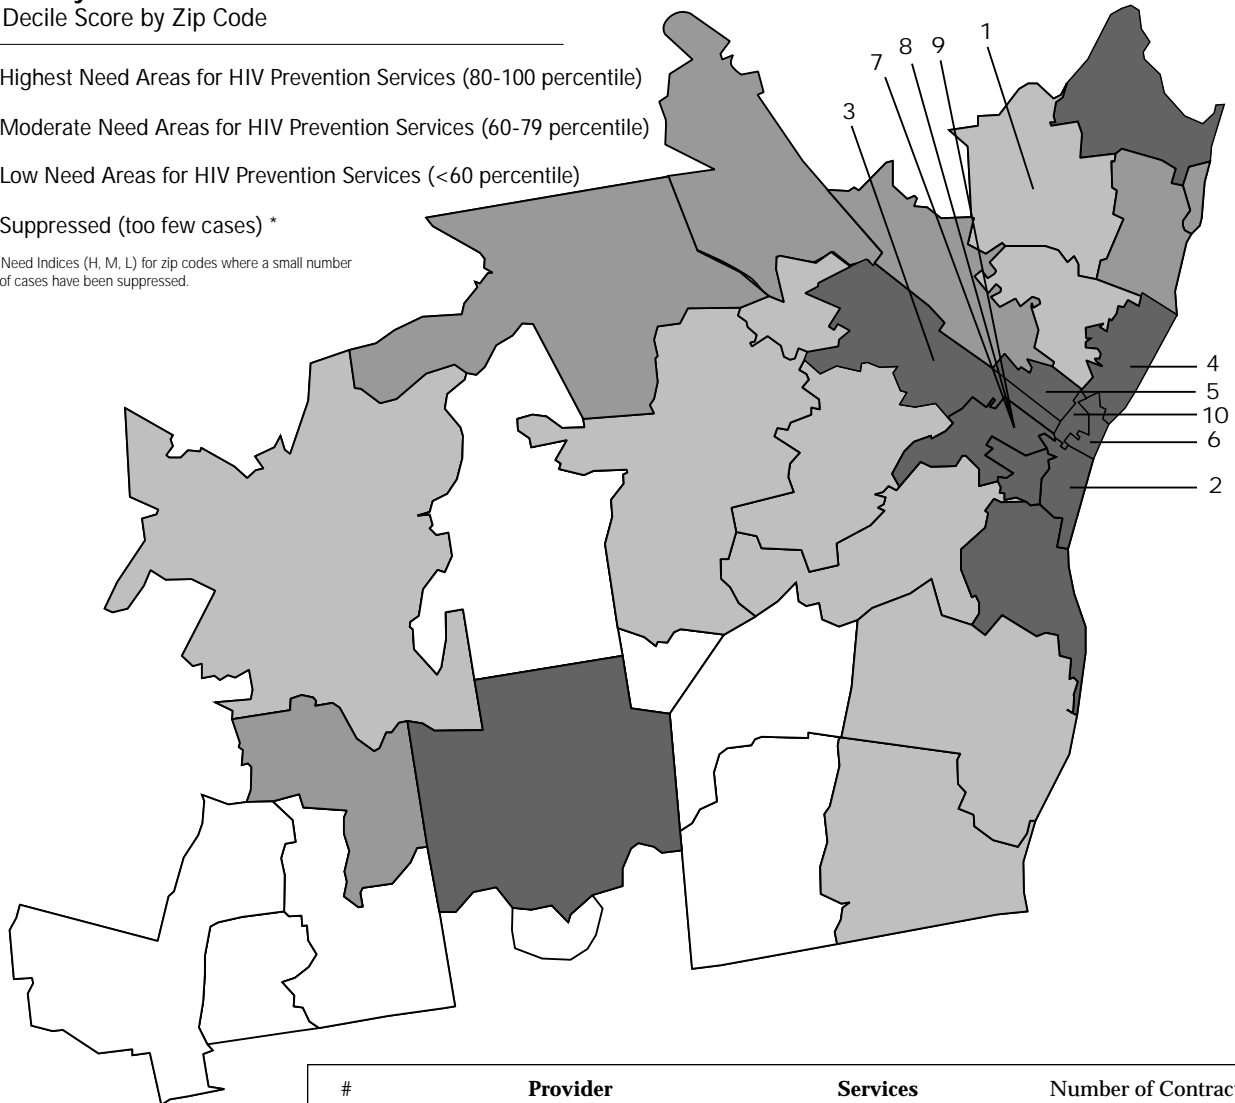 Decile Score by Zip Code
Highest Need Areas for HIV Prevention Services (80-100 percentile)
Moderate Need Areas for HIV Prevention Services (60-79 percentile)
Low Need Areas for HIV Prevention Services (<60 percentile)
Suppressed (too few cases) *
Need Indices (H, M, L) for zip codes where a small number
of cases have been suppressed.
1
9
8
7
3
4
5
10
6
2
# Provider Services Number of Contrac